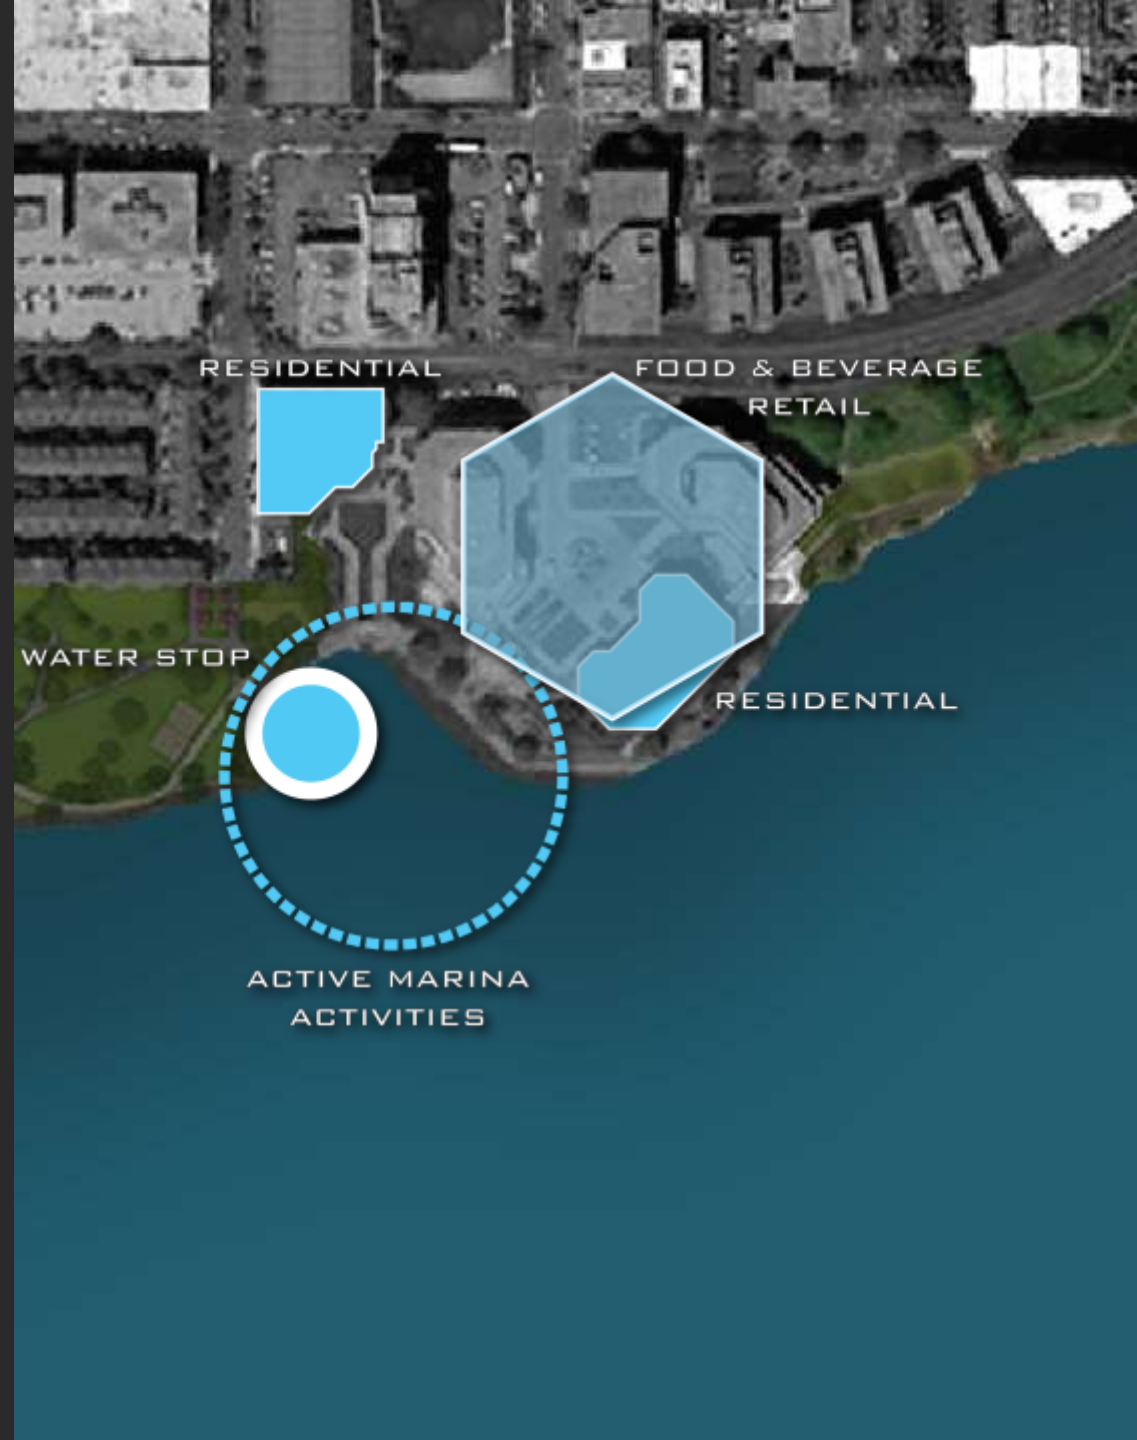 RESIDENTIAL
FOOD & BEVERAGE
RETAIL
WATER STOP
RESIDENTIAL
ACTIVE MARINA
ACTIVITIES